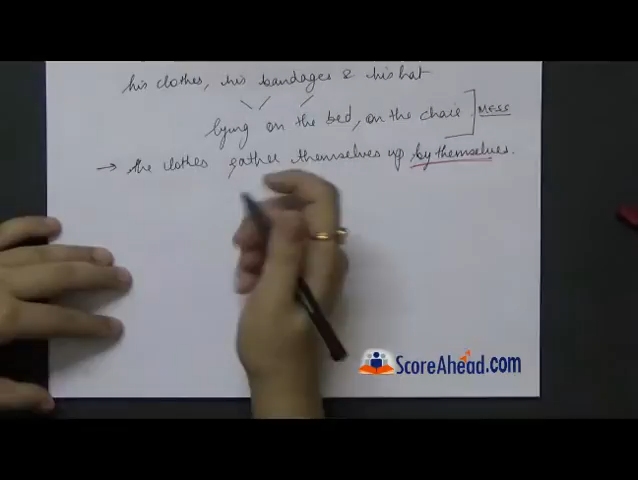 his clothes, his bandages & his hat
lying on the bed, on the chair MESS
→ the clothes gather themselves up by themselves.
ScoreAhead.com